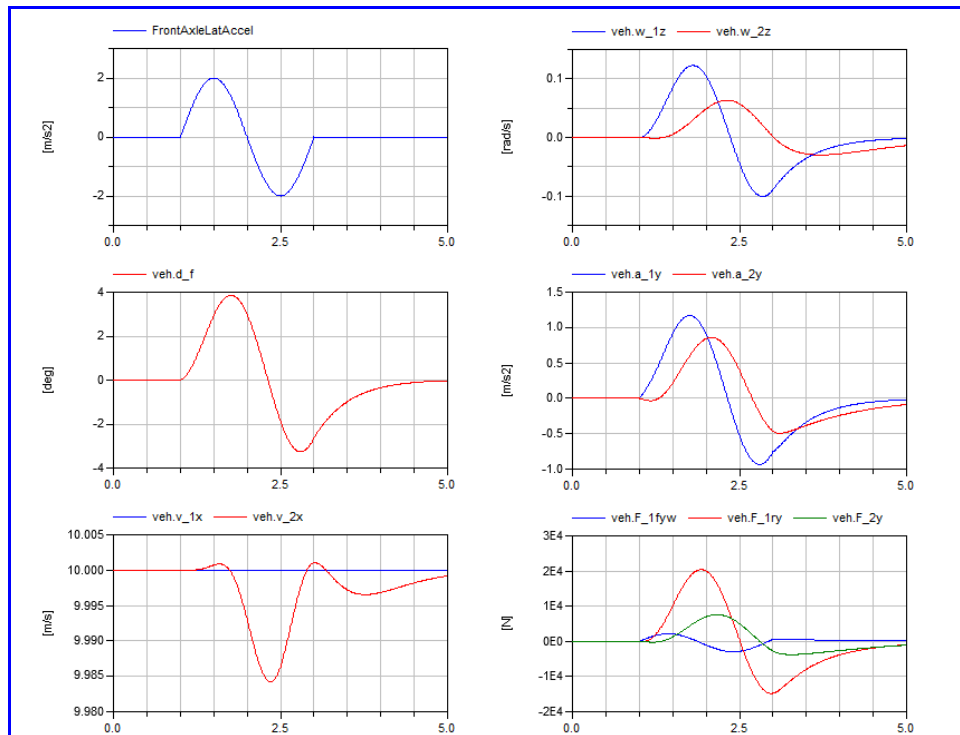 FrontAxleLatAccel
[m/s2]
2
0
-2
0.0 2.5 5.0
veh.w_1z veh.w_2z
[rad/s]
0.1
0.0
-0.1
0.0 2.5 5.0
veh.d_f
[deg]
4
2
0
-2
-4
0.0 2.5 5.0
veh.a_1y veh.a_2y
[m/s2]
1.5
1.0
0.5
0.0
-0.5
-1.0
0.0 2.5 5.0
veh.v_1x veh.v_2x
[m/s]
10.005
10.000
9.995
9.990
9.985
9.980
0.0 2.5 5.0
veh.F_1fyw veh.F_1ry veh.F_2y
[N]
3E4
2E4
1E4
0E0
-1E4
-2E4
0.0 2.5 5.0